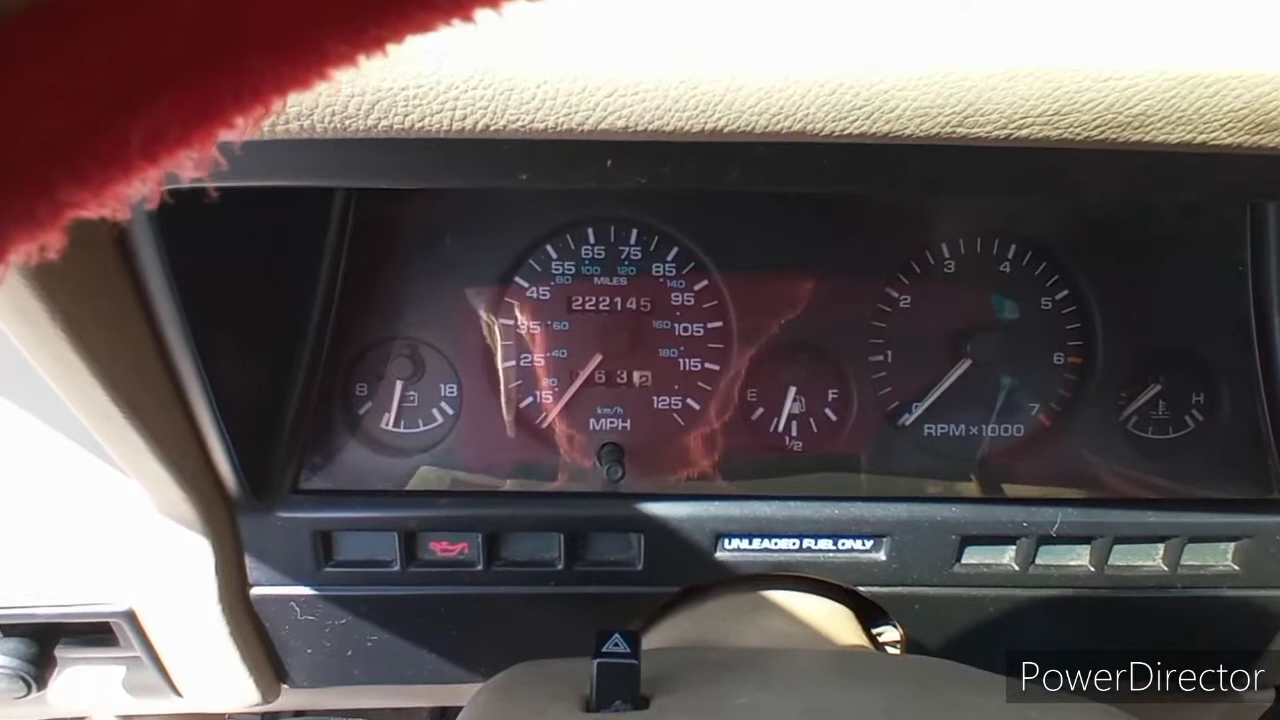 65 75
55 100 120 85
80 MILES 140
45 222145 95
35 60 160 105
25 40 180 115
20
15 63 2 125
km/h
MPH
8 18
E F
1/2
3 4
2 5
1 6
0 7
RPM×1000
H
UNLEADED FUEL ONLY
PowerDirector